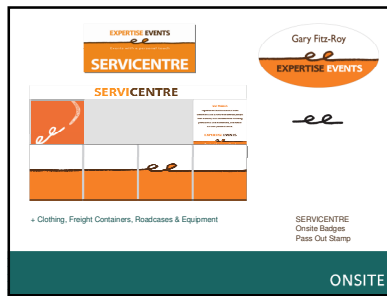 EXPERTISE EVENTS
SERVICENTRE
SERVICENTRE
Gary Fitz-Roy
EXPERTISE EVENTS
+ Clothing, Freight Containers, Roadcases & Equipment
SERVICENTRE
Onsite Badges
Pass Out Stamp
ONSITE